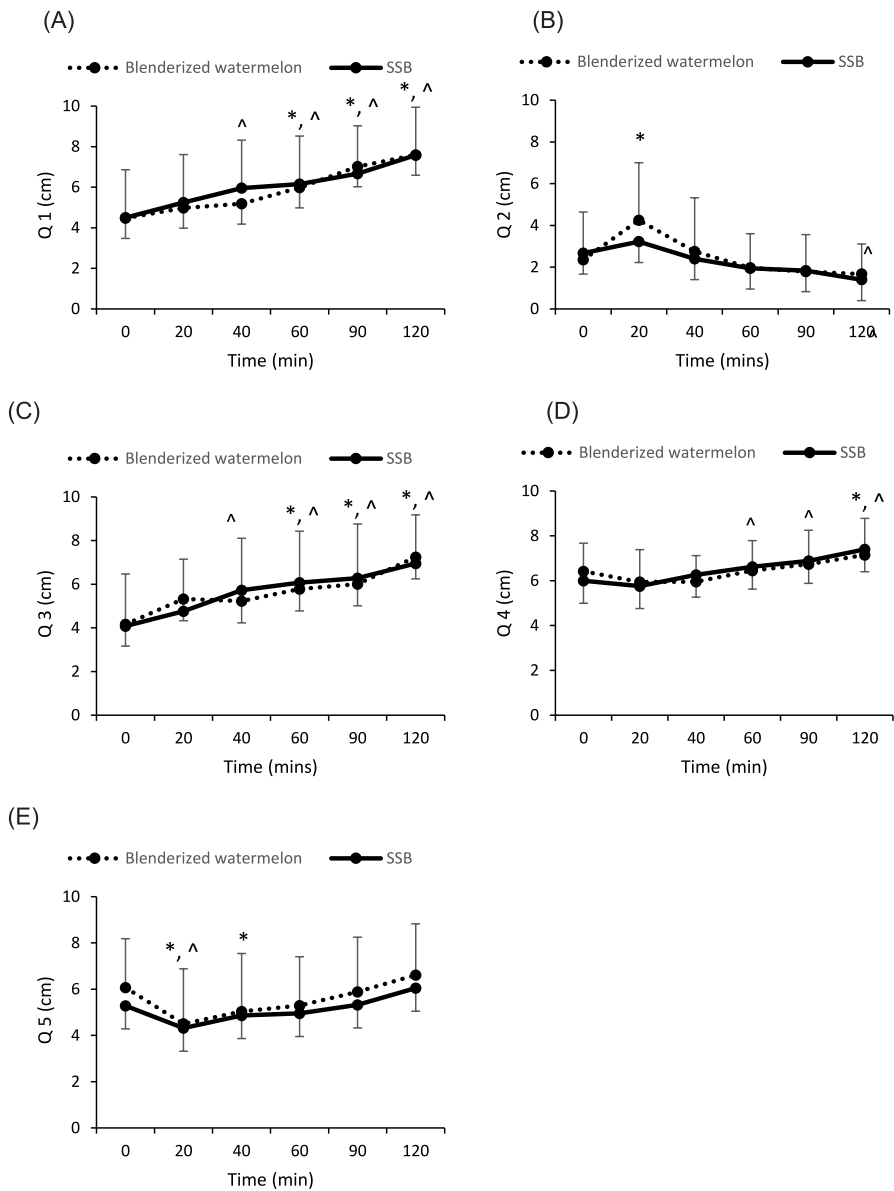 (A)
Blenderized watermelon SSB
^ *, ^ *, ^ *, ^
10
8
6
4
2
0
Q 1 (cm)
0 20 40 60 90 120
Time (min)
(B)
Blenderized watermelon SSB
*
^
10
8
6
4
2
0
Q 2 (cm)
0 20 40 60 90 120
^
Time (mins)
(C)
Blenderized watermelon SSB
^ *, ^ *, ^ *, ^
10
8
6
4
2
0
Q 3 (cm)
0 20 40 60 90 120
Time (mins)
(D)
Blenderized watermelon SSB
^ ^ *, ^
10
8
6
4
2
0
Q 4 (cm)
0 20 40 60 90 120
Time (min)
(E)
Blenderized watermelon SSB
*, ^ *
10
8
6
4
2
0
Q 5 (cm)
0 20 40 60 90 120
Time (min)